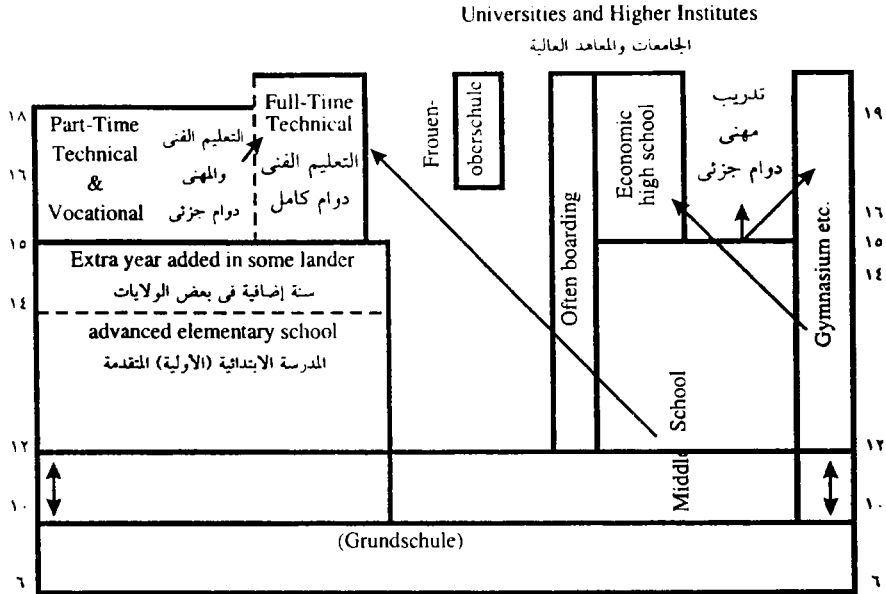 Universities and Higher Institutes
الجامعات والمعاهد العالية
١٨
١٦
١٥
١٤
١٢
١٠
٦
Part-Time
Technical
&
Vocational
التعليم الفنى
والمهنى
دوام جزئى
Full-Time
Technical
التعليم الفنى
دوام كامل
Frouen-
oberschule
Often boarding
Economic
high school
تدريب
مهنى
دوام جزئى
Gymnasium etc.
Extra year added in some lander
سنة إضافية فى بعض الولايات
advanced elementary school
المدرسة الابتدائية (الأولية) المتقدمة
Middle School
(Grundschule)
١٩
١٦
١٥
١٤
١٢
١٠
٦